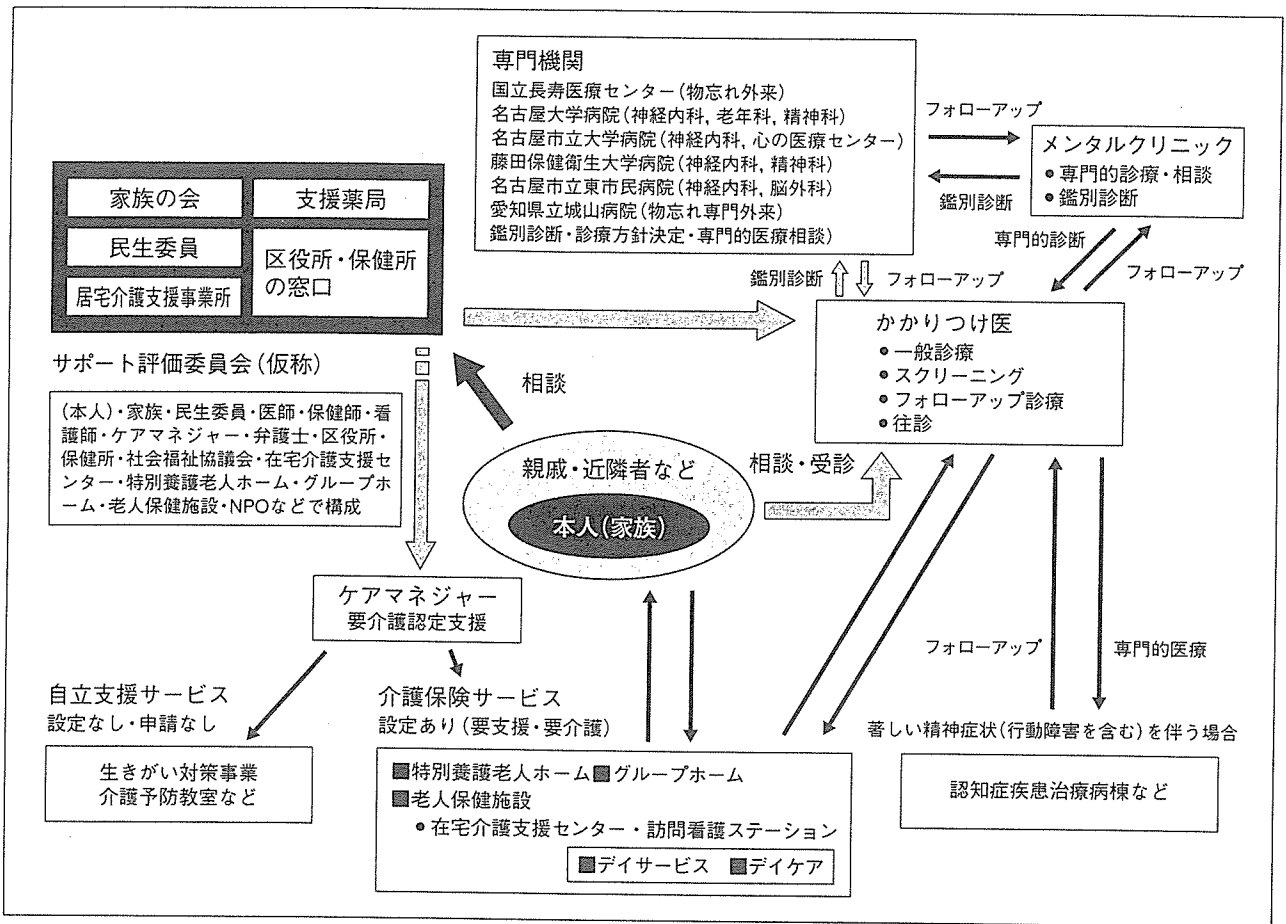 専門機関
国立長寿医療センター(物忘れ外来)
名古屋大学病院(神経内科, 老年科, 精神科)
名古屋市立大学病院(神経内科, 心の医療センター)
藤田保健衛生大学病院(神経内科, 精神科)
名古屋市立東市民病院(神経内科, 脳外科)
愛知県立城山病院(物忘れ専門外来)
鑑別診断・診療方針決定・専門的医療相談)
フォローアップ
鑑別診断
メンタルクリニック
●専門的診療・相談
●鑑別診断
専門的診断
フォローアップ
家族の会
支援薬局
民生委員
区役所・保健所
の窓口
居宅介護支援事業所
鑑別診断
フォローアップ
かかりつけ医
●一般診療
●スクリーニング
●フォローアップ診療
●往診
サポート評価委員会(仮称)
(本人)・家族・民生委員・医師・保健師・看
護師・ケアマネジャー・弁護士・区役所・
保健所・社会福祉協議会・在宅介護支援セ
ンター・特別養護老人ホーム・グループホ
ーム・老人保健施設・NPOなどで構成
相談
親戚・近隣者など
本人(家族)
相談・受診
ケアマネジャー
要介護認定支援
フォローアップ
専門的医療
自立支援サービス
設定なし・申請なし
生きがい対策事業
介護予防教室など
介護保険サービス
設定あり(要支援・要介護)
■特別養護老人ホーム■グループホーム
■老人保健施設
●在宅介護支援センター・訪問看護ステーション
■デイサービス ■デイケア
著しい精神症状(行動障害を含む)を伴う場合
認知症疾患治療病棟など